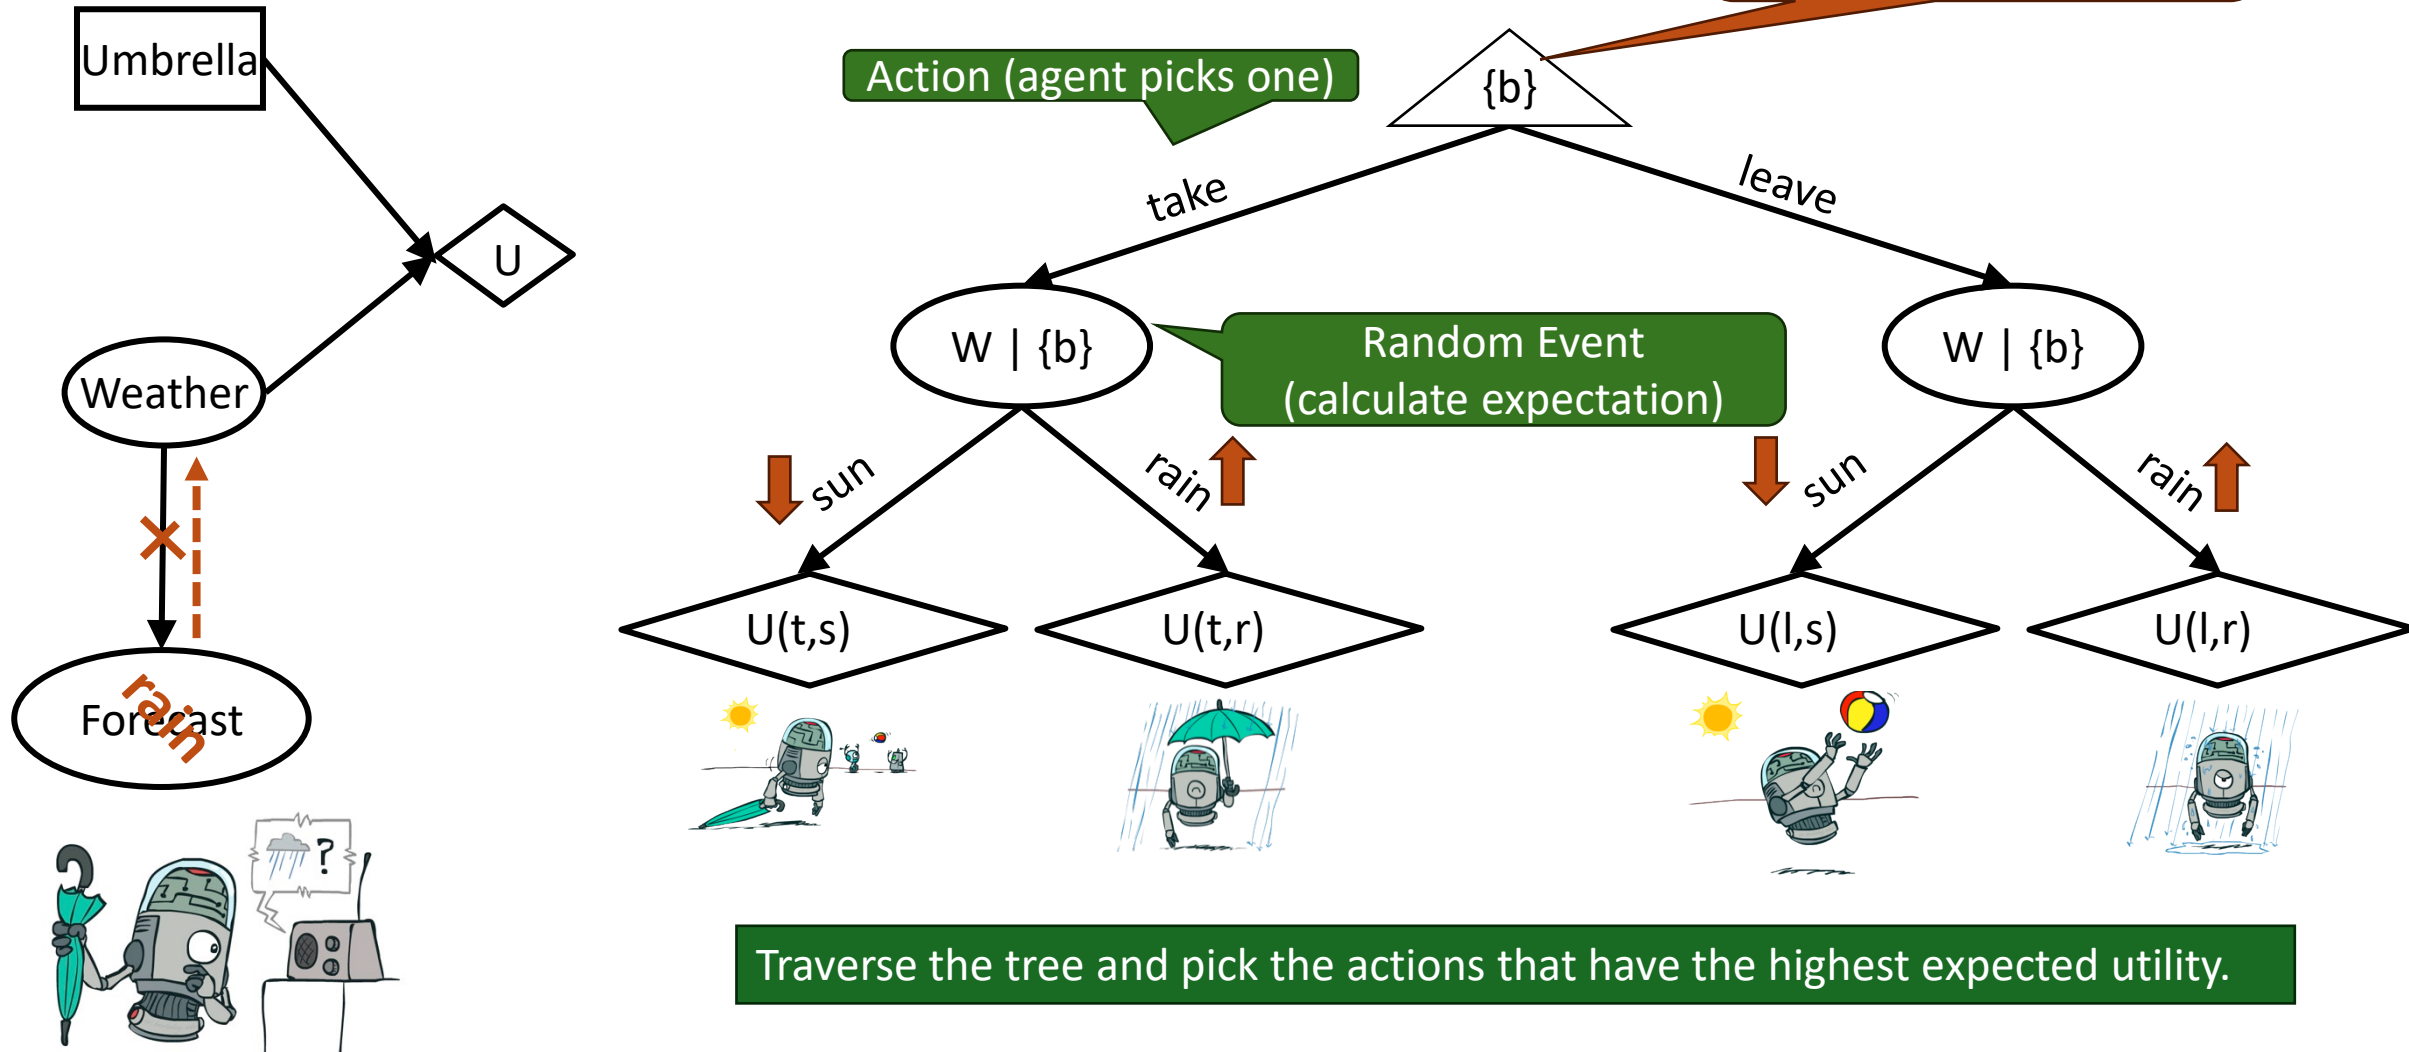 Umbrella
U
Weather
Forecast
rain
?
Action (agent picks one)
{b}
take
leave
W | {b}
Random Event
(calculate expectation)
W | {b}
sun
rain
sun
rain
U(t,s)
U(t,r)
U(l,s)
U(l,r)
Traverse the tree and pick the actions that have the highest expected utility.